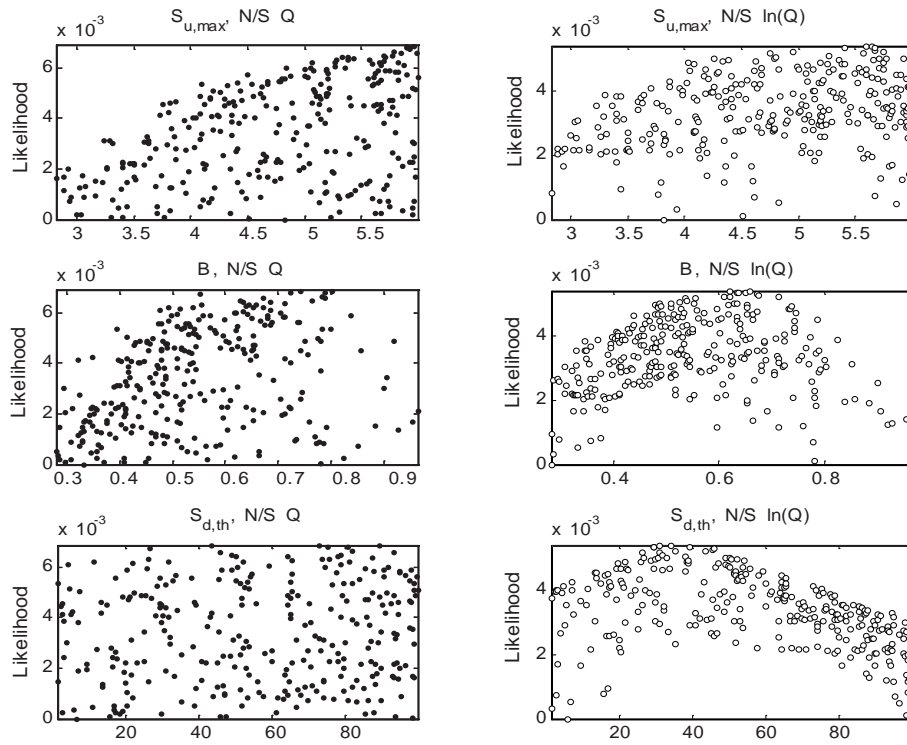 S_{u,max}, N/S Q
x 10^{-3}
Likelihood
6
4
2
0
3 3.5 4 4.5 5 5.5
S_{u,max}, N/S ln(Q)
x 10^{-3}
Likelihood
4
2
0
3 3.5 4 4.5 5 5.5
B, N/S Q
x 10^{-3}
Likelihood
6
4
2
0
0.3 0.4 0.5 0.6 0.7 0.8 0.9
B, N/S ln(Q)
x 10^{-3}
Likelihood
4
2
0
0.4 0.6 0.8
S_{d,th}, N/S Q
x 10^{-3}
Likelihood
6
4
2
0
20 40 60 80
S_{d,th}, N/S ln(Q)
x 10^{-3}
Likelihood
4
2
0
20 40 60 80